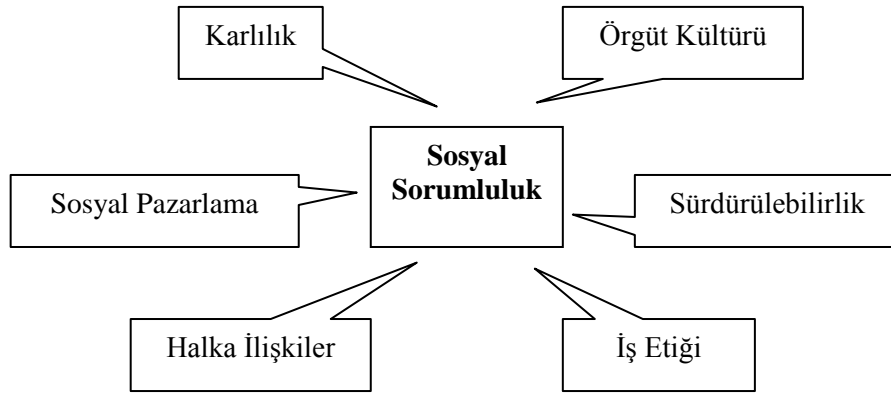 Karlılık
Örgüt Kültürü
Sosyal
Sorumluluk
Sosyal Pazarlama
Sürdürülebilirlik
Halka İlişkiler
İş Etiği